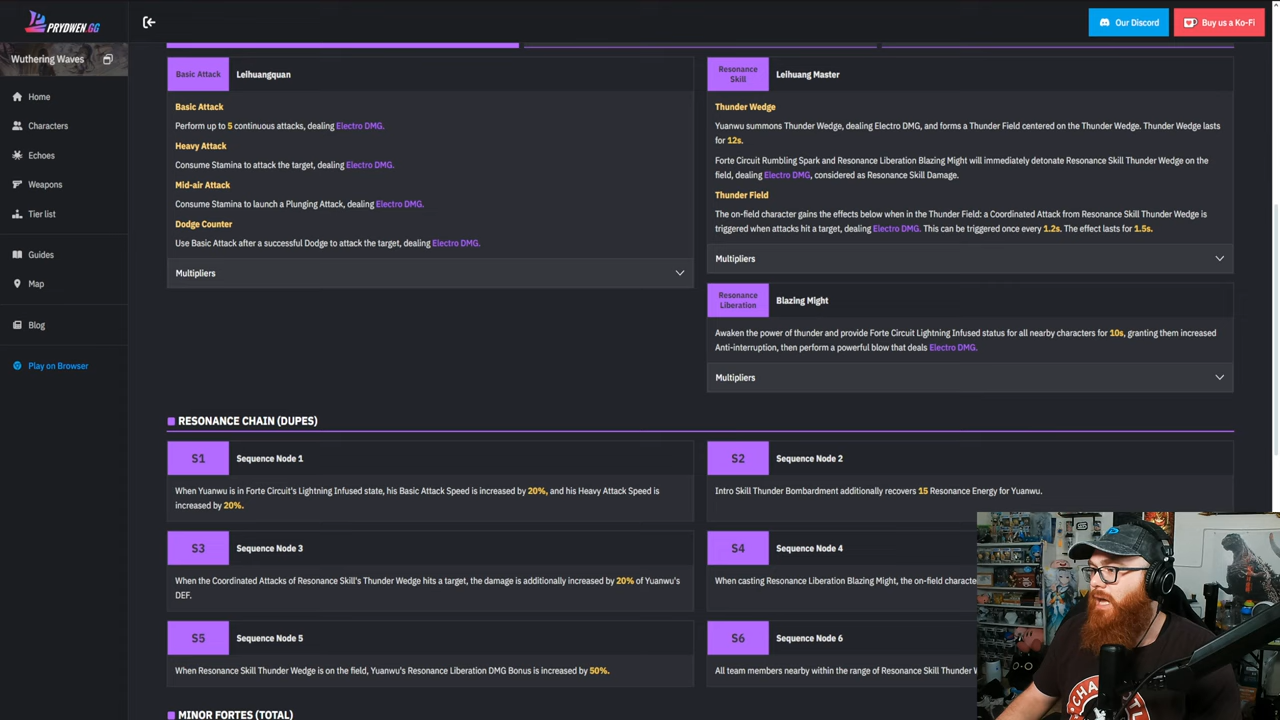 PRYDWEN.GG
Our Discord
Buy us a Ko-Fi
Wuthering Waves
Home
Characters
Echoes
Weapons
Tier list
Guides
Map
Blog
Play on Browser
Basic Attack
Leihuangquan
Basic Attack
Perform up to 5 continuous attacks, dealing Electro DMG.
Heavy Attack
Consume Stamina to attack the target, dealing Electro DMG.
Mid-air Attack
Consume Stamina to launch a Plunging Attack, dealing Electro DMG.
Dodge Counter
Use Basic Attack after a successful Dodge to attack the target, dealing Electro DMG.
Multipliers
Resonance
Skill
Leihuang Master
Thunder Wedge
Yuanwu summons Thunder Wedge, dealing Electro DMG, and forms a Thunder Field centered on the Thunder Wedge. Thunder Wedge lasts
for 12s.
Forte Circuit Rumbling Spark and Resonance Liberation Blazing Might will immediately detonate Resonance Skill Thunder Wedge on the
field, dealing Electro DMG, considered as Resonance Skill Damage.
Thunder Field
The on-field character gains the effects below when in the Thunder Field: a Coordinated Attack from Resonance Skill Thunder Wedge is
triggered when attacks hit a target, dealing Electro DMG. This can be triggered once every 1.2s. The effect lasts for 1.5s.
Multipliers
Resonance
Liberation
Blazing Might
Awaken the power of thunder and provide Forte Circuit Lightning Infused status for all nearby characters for 10s, granting them increased
Anti-interruption, then perform a powerful blow that deals Electro DMG.
Multipliers
RESONANCE CHAIN (DUPES)
S1
Sequence Node 1
When Yuanwu is in Forte Circuit's Lightning Infused state, his Basic Attack Speed is increased by 20%, and his Heavy Attack Speed is
increased by 20%.
S2
Sequence Node 2
Intro Skill Thunder Bombardment additionally recovers 15 Resonance Energy for Yuanwu.
S3
Sequence Node 3
When the Coordinated Attacks of Resonance Skill's Thunder Wedge hits a target, the damage is additionally increased by 20% of Yuanwu's
DEF.
S4
Sequence Node 4
When casting Resonance Liberation Blazing Might, the on-field characte
S5
Sequence Node 5
When Resonance Skill Thunder Wedge is on the field, Yuanwu's Resonance Liberation DMG Bonus is increased by 50%.
S6
Sequence Node 6
All team members nearby within the range of Resonance Skill Thunder W
MINOR FORTES (TOTAL)